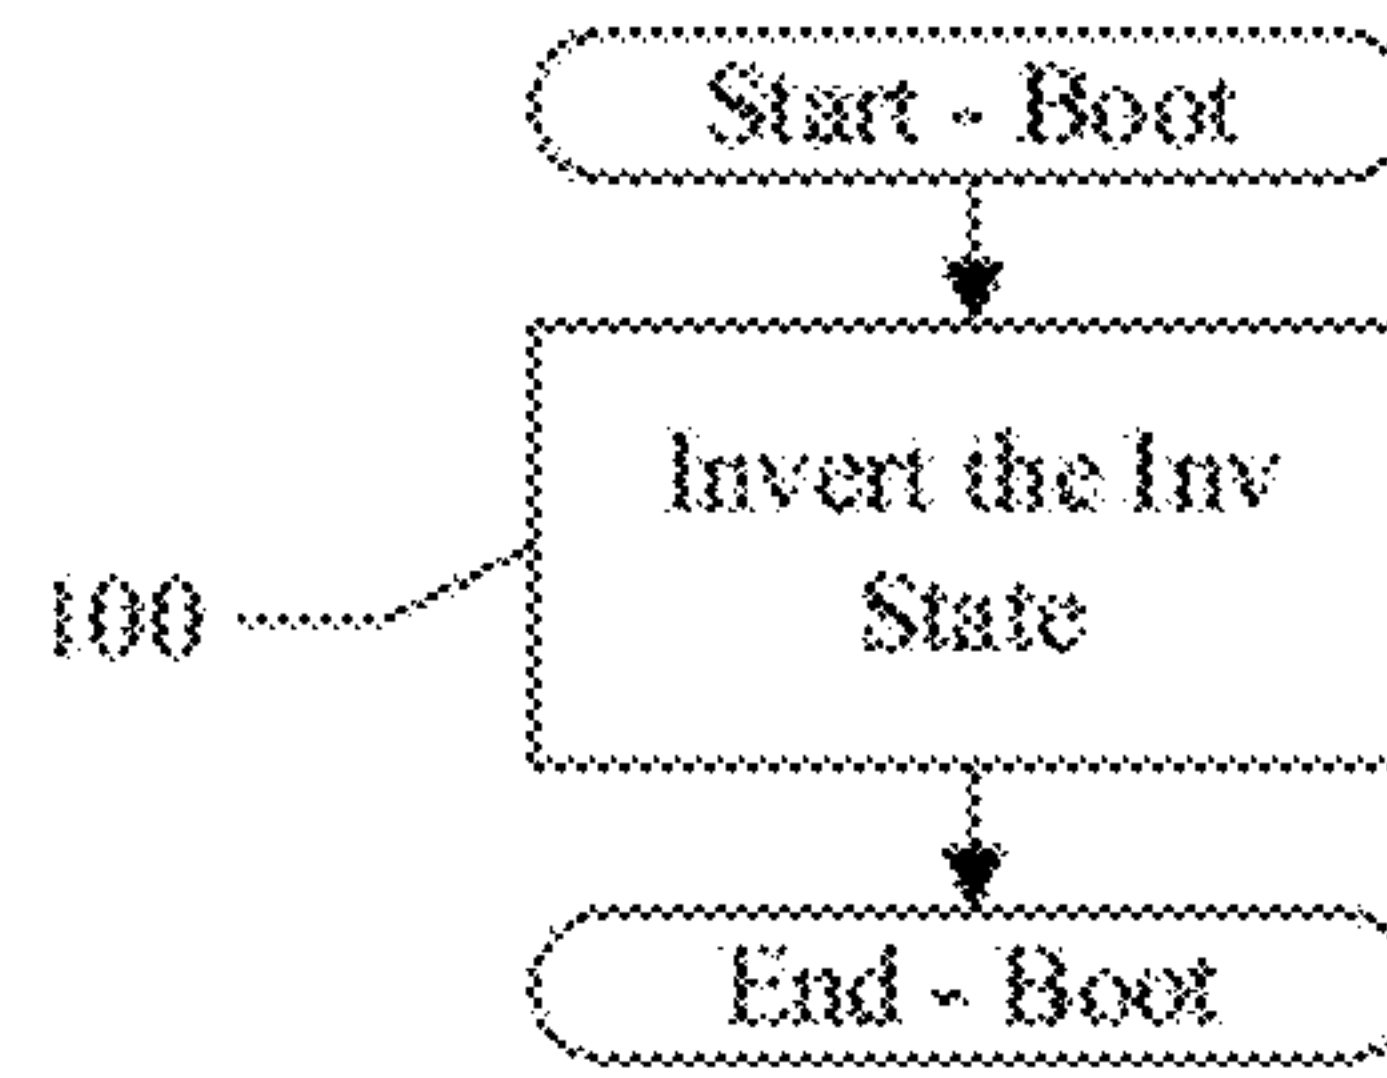 Start - Boot
Invert the Inv
State
100
End - Boot